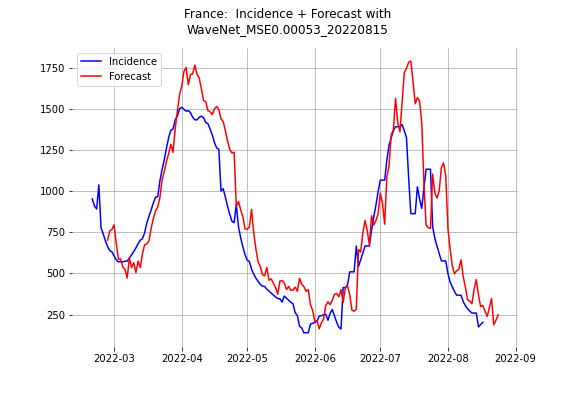 France:  Incidence + Forecast with
WaveNet_MSE0.00053_20220815
Incidence
Forecast
1750
1500
1250
1000
750
500
250
2022-03 2022-04 2022-05 2022-06 2022-07 2022-08 2022-09